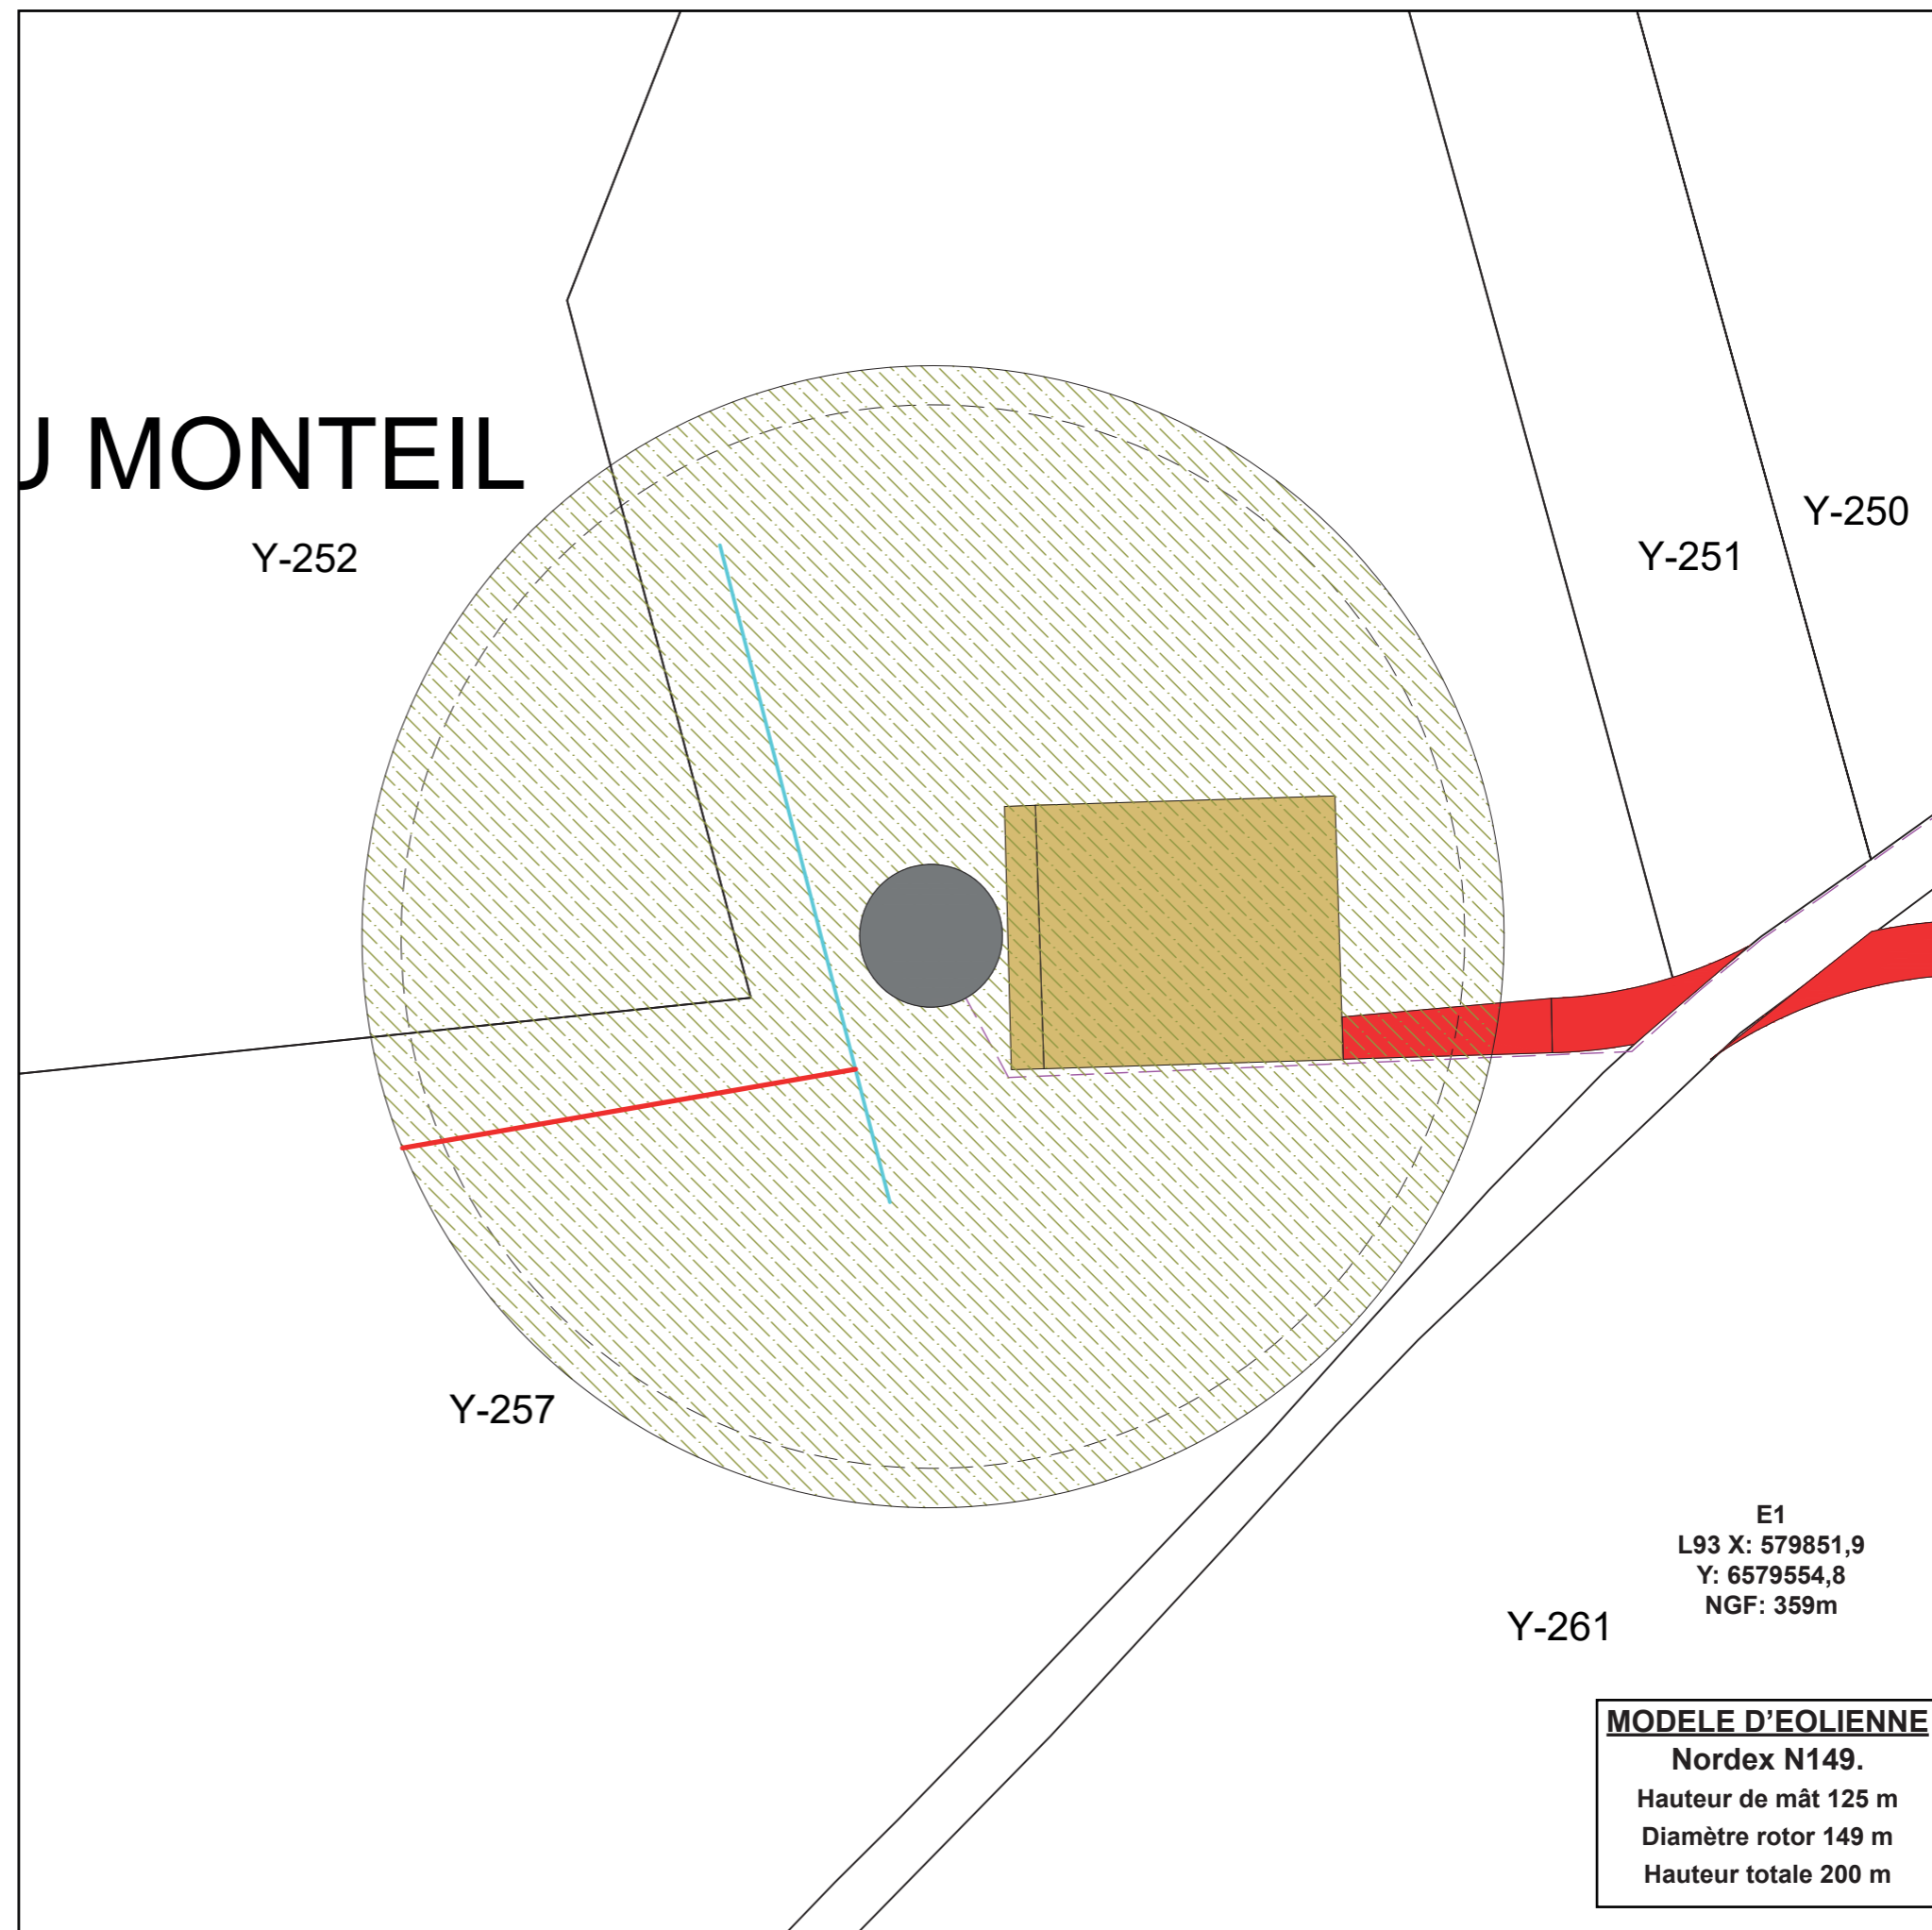 U MONTEIL
Y-252
Y-251
Y-250
Y-257
Y-261
E1
L93 X: 579851,9
Y: 6579554,8
NGF: 359m
MODELE D'EOLIENNE
Nordex N149.
Hauteur de mât 125 m
Diamètre rotor 149 m
Hauteur totale 200 m